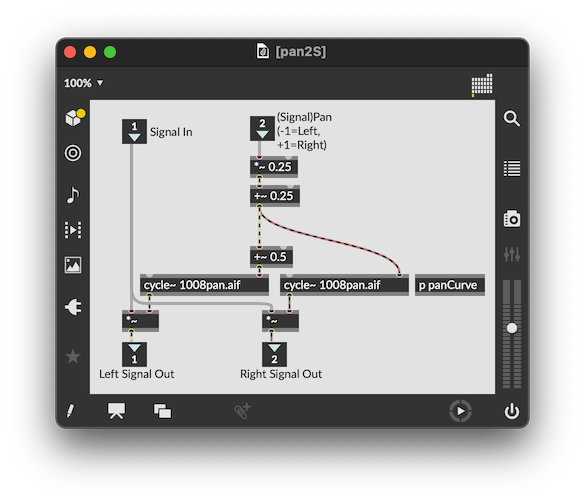 [pan2S]
100%
1
Signal In
2
(Signal)Pan
(-1=Left,
+1=Right)
*~ 0.25
+~ 0.25
+~ 0.5
cycle~ 1008pan.aif
cycle~ 1008pan.aif
p panCurve
*~
*~
1
2
Left Signal Out
Right Signal Out